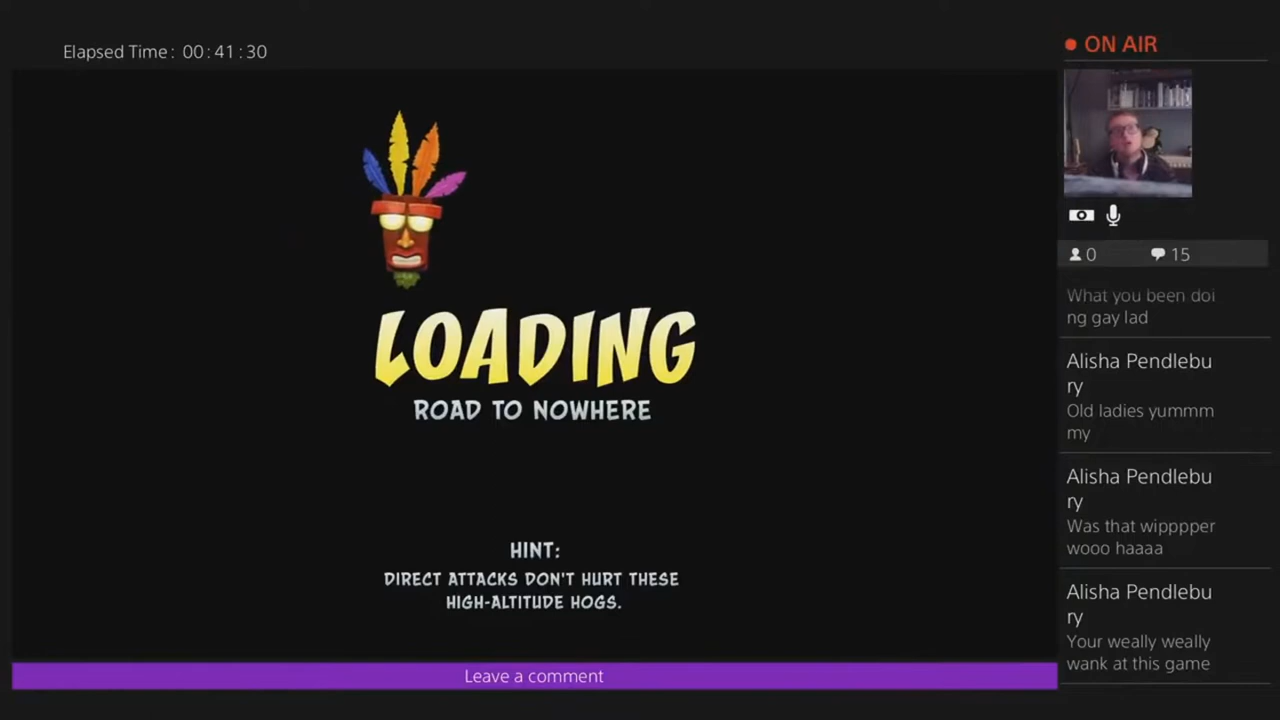 Elapsed Time: 00:41:30
ON AIR
0 15
What you been doi
ng gay lad
Alisha Pendlebu
ry
Old ladies yummm
my
Alisha Pendlebu
ry
Was that wipppper
wooo haaaa
Alisha Pendlebu
ry
Your weally weally
wank at this game
LOADING
ROAD TO NOWHERE
HINT:
DIRECT ATTACKS DON'T HURT THESE
HIGH-ALTITUDE HOGS.
Leave a comment